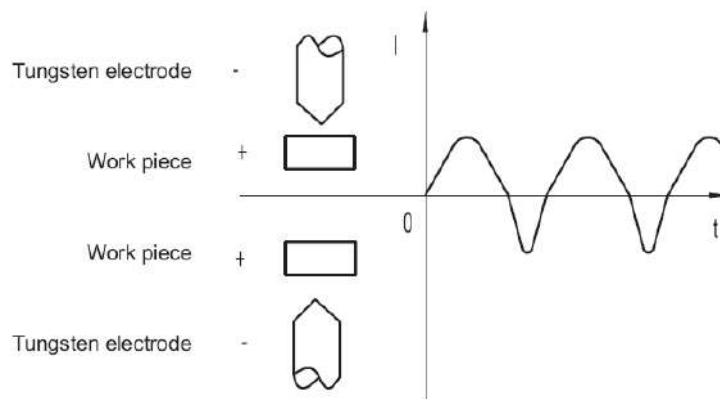 Tungsten electrode - I
Work piece +
0 t
Work piece +
Tungsten electrode -